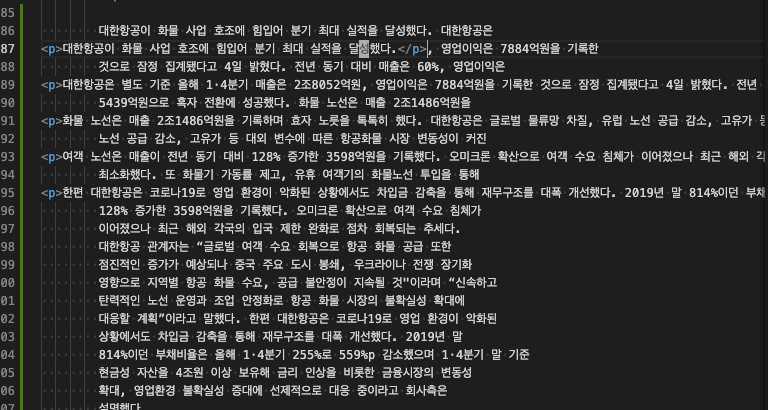 85
86 대한항공이 화물 사업 호조에 힘입어 분기 최대 실적을 달성했다. 대한항공은
87 <p>대한항공이 화물 사업 호조에 힘입어 분기 최대 실적을 달성했다.</p>, 영업이익은 7884억원을 기록한
88 것으로 잠정 집계됐다고 4일 밝혔다. 전년 동기 대비 매출은 60%, 영업이익은
89 <p>대한항공은 별도 기준 올해 1·4분기 매출은 2조8052억원, 영업이익은 7884억원을 기록한 것으로 잠정 집계됐다고 4일 밝혔다. 전년
90 5439억원으로 흑자 전환에 성공했다. 화물 노선은 매출 2조1486억원을
91 <p>화물 노선은 매출 2조1486억원을 기록하며 효자 노릇을 톡톡히 했다. 대한항공은 글로벌 물류망 차질, 유럽 노선 공급 감소, 고유가 등
92 노선 공급 감소, 고유가 등 대외 변수에 따른 항공화물 시장 변동성이 커진
93 <p>여객 노선은 매출이 전년 동기 대비 128% 증가한 3598억원을 기록했다. 오미크론 확산으로 여객 수요 침체가 이어졌으나 최근 해외 각
94 최소화했다. 또 화물기 가동률 제고, 유휴 여객기의 화물노선 투입을 통해
95 <p>한편 대한항공은 코로나19로 영업 환경이 악화된 상황에서도 차입금 감축을 통해 재무구조를 대폭 개선했다. 2019년 말 814%이던 부채
96 128% 증가한 3598억원을 기록했다. 오미크론 확산으로 여객 수요 침체가
97 이어졌으나 최근 해외 각국의 입국 제한 완화로 점차 회복되는 추세다.
98 대한항공 관계자는 “글로벌 여객 수요 회복으로 항공 화물 공급 또한
99 점진적인 증가가 예상되나 중국 주요 도시 봉쇄, 우크라이나 전쟁 장기화
00 영향으로 지역별 항공 화물 수요, 공급 불안정이 지속될 것"이라며 “신속하고
01 탄력적인 노선 운영과 조업 안정화로 항공 화물 시장의 불확실성 확대에
02 대응할 계획”이라고 말했다. 한편 대한항공은 코로나19로 영업 환경이 악화된
03 상황에서도 차입금 감축을 통해 재무구조를 대폭 개선했다. 2019년 말
04 814%이던 부채비율은 올해 1·4분기 255%로 559%p 감소했으며 1·4분기 말 기준
05 현금성 자산을 4조원 이상 보유해 금리 인상을 비롯한 금융시장의 변동성
06 확대, 영업환경 불확실성 증대에 선제적으로 대응 중이라고 회사측은
07 설명했다